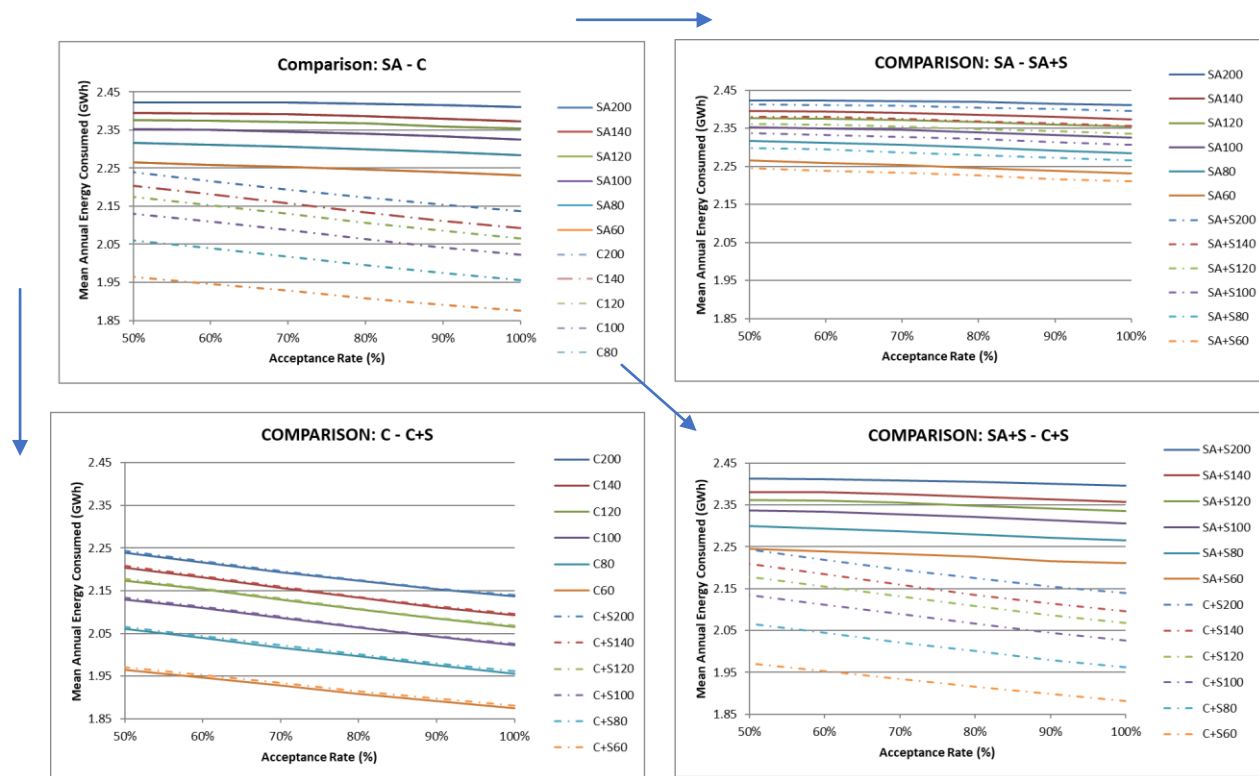 Comparison: SA - C
Mean Annual Energy Consumed (GWh)
2.45
2.35
2.25
2.15
2.05
1.95
1.85
50% 60% 70% 80% 90% 100%
Acceptance Rate (%)
SA200
SA140
SA120
SA100
SA80
SA60
C200
C140
C120
C100
C80
COMPARISON: SA - SA+S
Mean Annual Energy Consumed (GWh)
2.45
2.35
2.25
2.15
2.05
1.95
1.85
50% 60% 70% 80% 90% 100%
Acceptance Rate (%)
SA200
SA140
SA120
SA100
SA80
SA60
SA+S200
SA+S140
SA+S120
SA+S100
SA+S80
SA+S60
COMPARISON: C - C+S
Mean Annual Energy Consumed (GWh)
2.45
2.35
2.25
2.15
2.05
1.95
1.85
50% 60% 70% 80% 90% 100%
Acceptance Rate (%)
C200
C140
C120
C100
C80
C60
C+S200
C+S140
C+S120
C+S100
C+S80
C+S60
COMPARISON: SA+S - C+S
Mean Annual Energy Consumed (GWh)
2.45
2.35
2.25
2.15
2.05
1.95
1.85
50% 60% 70% 80% 90% 100%
Acceptance Rate (%)
SA+S200
SA+S140
SA+S120
SA+S100
SA+S80
SA+S60
C+S200
C+S140
C+S120
C+S100
C+S80
C+S60